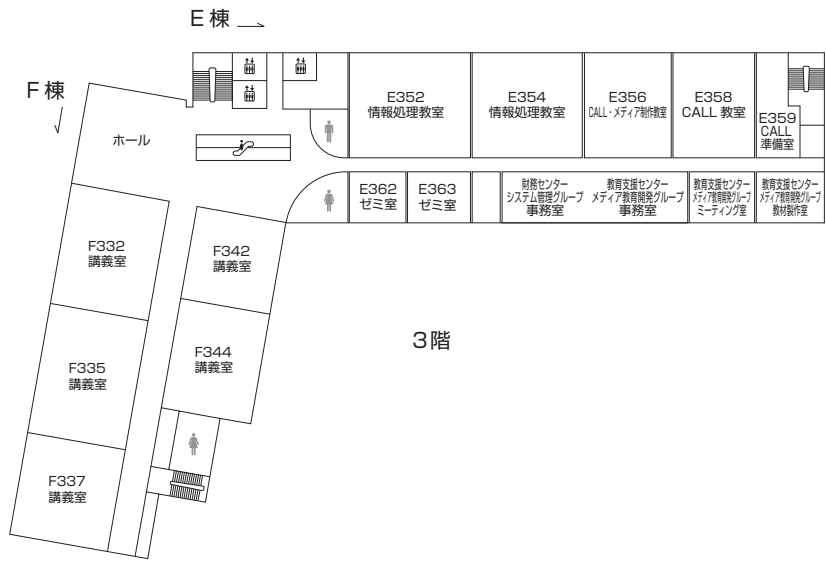 E棟
F棟
ホール
E352
情報処理教室
E354
情報処理教室
E356
CALL・メディア制作教室
E358
CALL 教室
E359
CALL
準備室
E362
ゼミ室
E363
ゼミ室
財務センター
システム管理グループ
事務室
教育支援センター
メディア教育開発グループ
事務室
教育支援センター
メディア教育開発グループ
ミーティング室
教育支援センター
メディア教育開発グループ
教材製作室
F332
講義室
F342
講義室
3階
F335
講義室
F344
講義室
F337
講義室